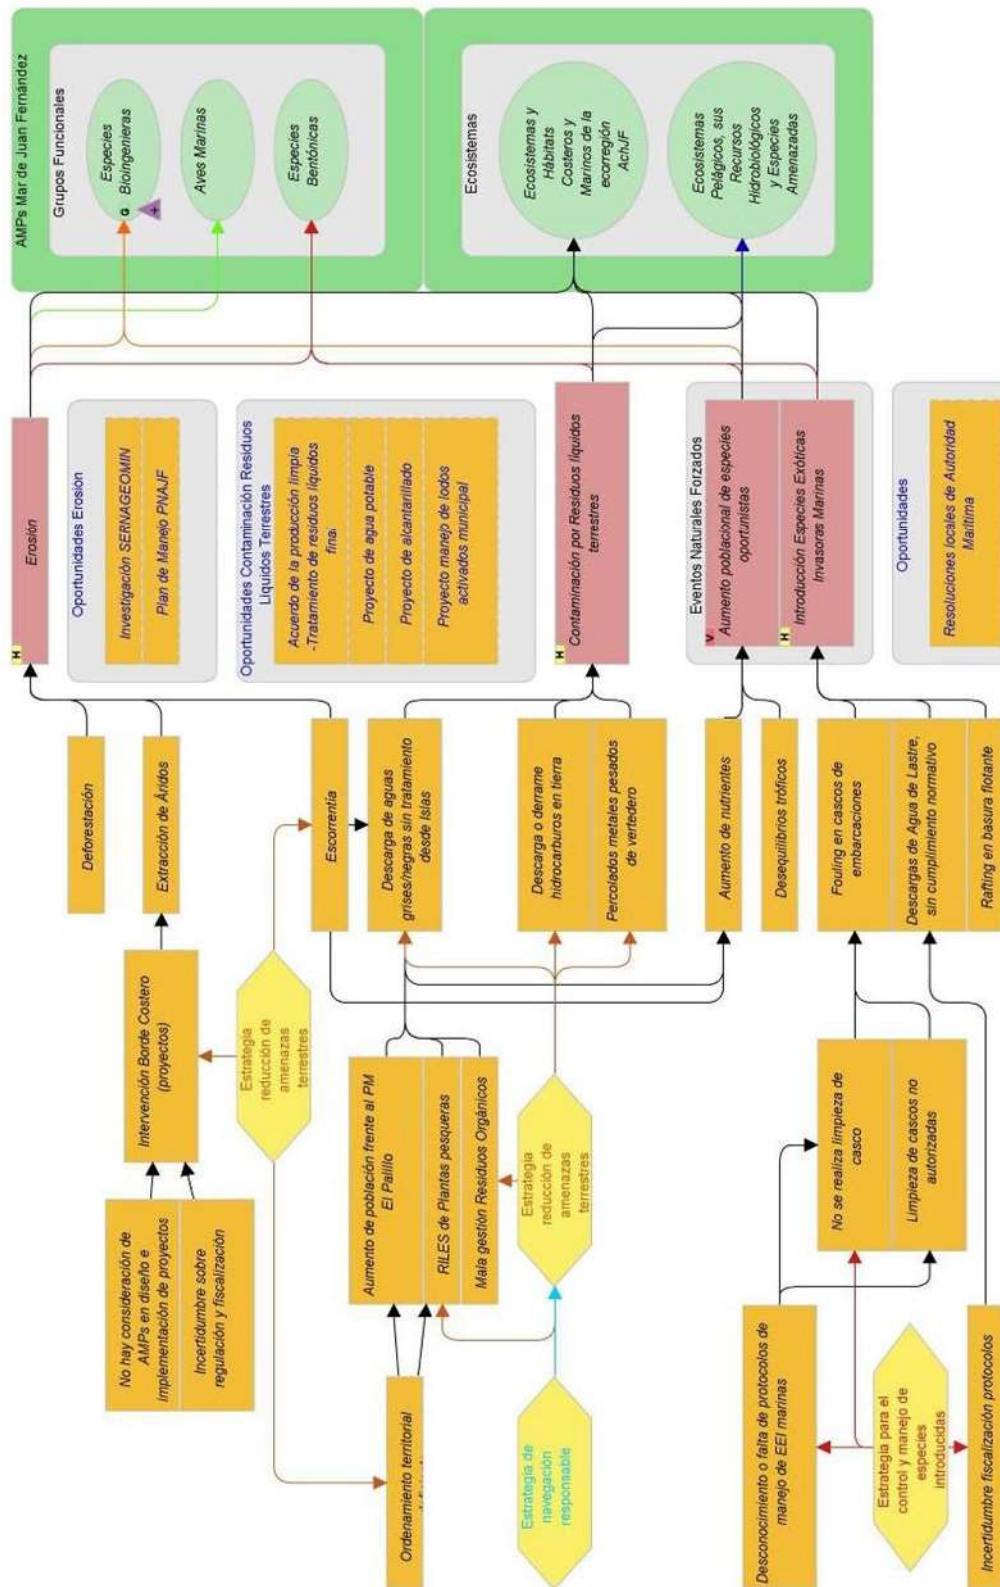 No hay consideración de
AMPs en diseño e
implementación de proyectos
Incertidumbre sobre
regulación y fiscalización
Intervención Borde Costero
(proyectos)
Deforestación
Extracción de Áridos
Erosión
Oportunidades Erosion
Investigación SERNAGEOMIN
Plan de Manejo PNAJF
AMPs Mar de Juan Fernández
Grupos Funcionales
Especies
Bioingenieras
Aves Marinas
Especies
Bentónicas
Estrategia
reducción de
amenazas
terrestres
Ordenamiento territorial
Aumento de población frente al PM
El Palillo
RILES de Plantas pesqueras
Mala gestión Residuos Orgánicos
Escorrentía
Descarga de aguas
grises/negras sin tratamiento
desde Islas
Oportunidades Contaminación Residuos
Líquidos Terrestres
Acuerdo de la producción limpia
-Tratamiento de residuos líquidos
Proyecto de agua potable
Proyecto de alcantarillado
Proyecto manejo de lodos
activados municipal
Estrategia de
navegación
responsable
Estrategia
reducción de
amenazas
terrestres
Descarga o derrame
hidrocarburos en tierra
Percolados metales pesados
de vertedero
H
Contaminación por Residuos líquidos
terrestres
Ecosistemas
Ecosistemas y
Hábitats
Costeros y
Marinos de la
ecorregión
AchJF
Ecosistemas
Pelágicos, sus
Recursos
Hidrobiológicos
y Especies
Amenazadas
Aumento de nutrientes
Desequilibrios tróficos
Eventos Naturales Forzados
V
Aumento poblacional de especies
oportunistas
H
Introducción Especies Exóticas
Invasoras Marinas
Desconocimiento o falta de protocolos de
manejo de EEI marinas
Estrategia para el
control y manejo de
especies
introducidas
Incertidumbre fiscalización protocolos
No se realiza limpieza de
casco
Limpieza de cascos no
autorizadas
Fouling en cascos de
embarcaciones
Descargas de Agua de Lastre,
sin cumplimiento normativo
Rafting en basura flotante
Oportunidades
Resoluciones locales de Autoridad
Marítima
H
G